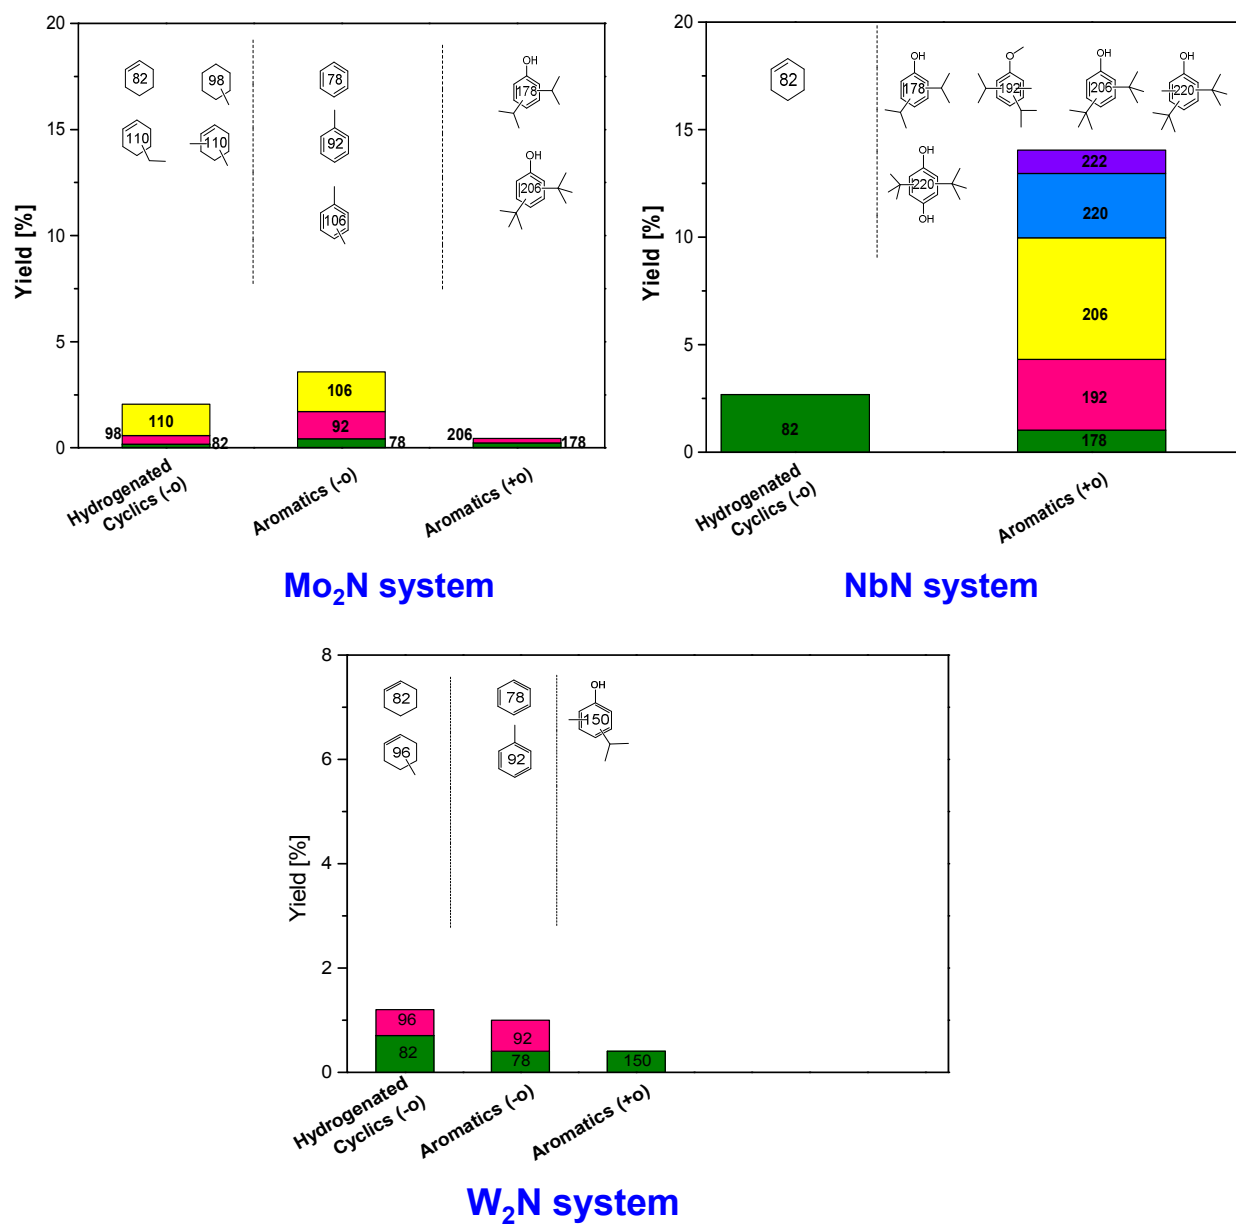 20
15
10
5
0
Yield [%]
82
98
110
110
78
92
106
OH
178
OH
206
110
98
82
106
92
78
206
178
Hydrogenated
Cyclics (-o)
Aromatics (-o)
Aromatics (+o)
Mo₂N system
20
15
10
5
0
Yield [%]
82
OH
178
O
192
OH
206
OH
220
OH
220
OH
222
220
206
192
178
82
Hydrogenated
Cyclics (-o)
Aromatics (+o)
NbN system
8
6
4
2
0
Yield [%]
82
96
78
92
OH
150
96
82
92
78
150
Hydrogenated
Cyclics (-o)
Aromatics (-o)
Aromatics (+o)
W₂N system